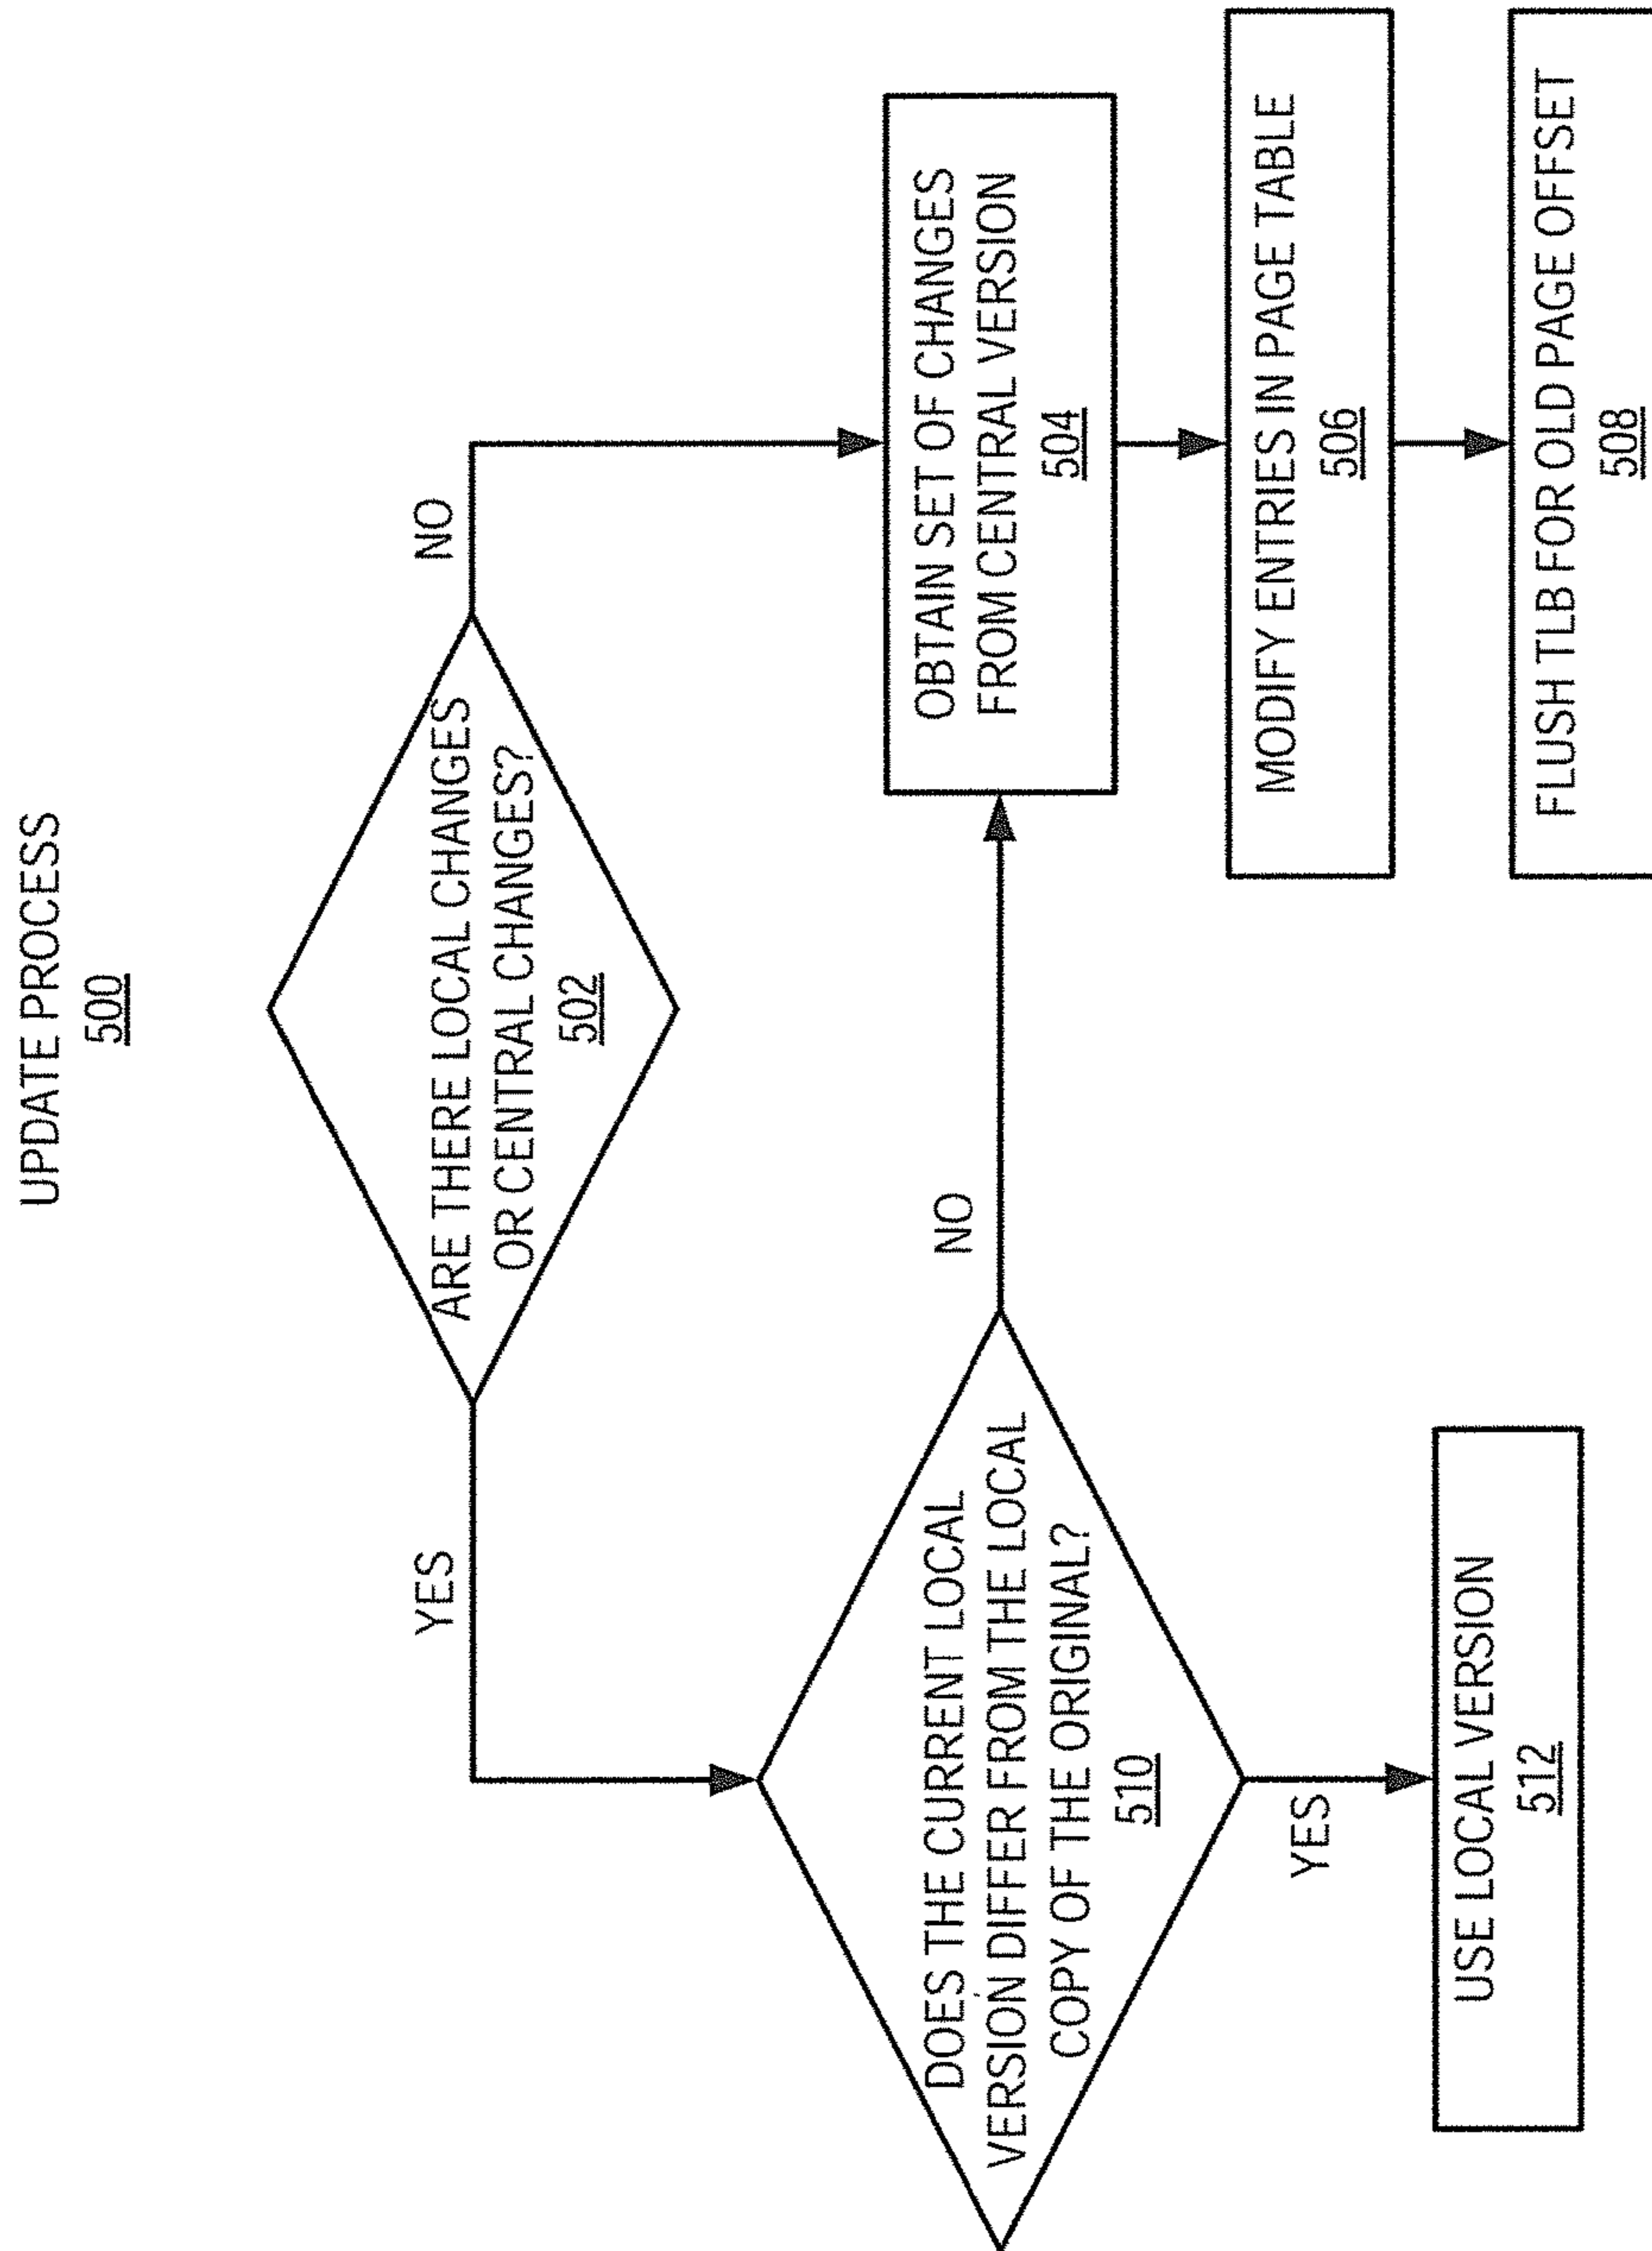 UPDATE PROCESS
500
ARE THERE LOCAL CHANGES
OR CENTRAL CHANGES?
502
YES
NO
DOES THE CURRENT LOCAL
VERSION DIFFER FROM THE LOCAL
COPY OF THE ORIGINAL?
510
NO
OBTAIN SET OF CHANGES
FROM CENTRAL VERSION
504
MODIFY ENTRIES IN PAGE TABLE
506
YES
USE LOCAL VERSION
512
FLUSH TLB FOR OLD PAGE OFFSET
508